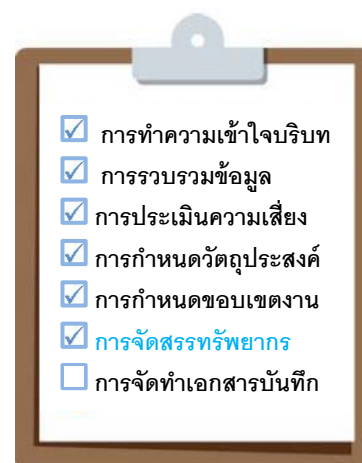 การทำความเข้าใจบริบท
การรวบรวมข้อมูล
การประเมินความเสี่ยง
การกำหนดวัตถุประสงค์
การกำหนดขอบเขตงาน
การจัดสรรทรัพยากร
การจัดทำเอกสารบันทึก